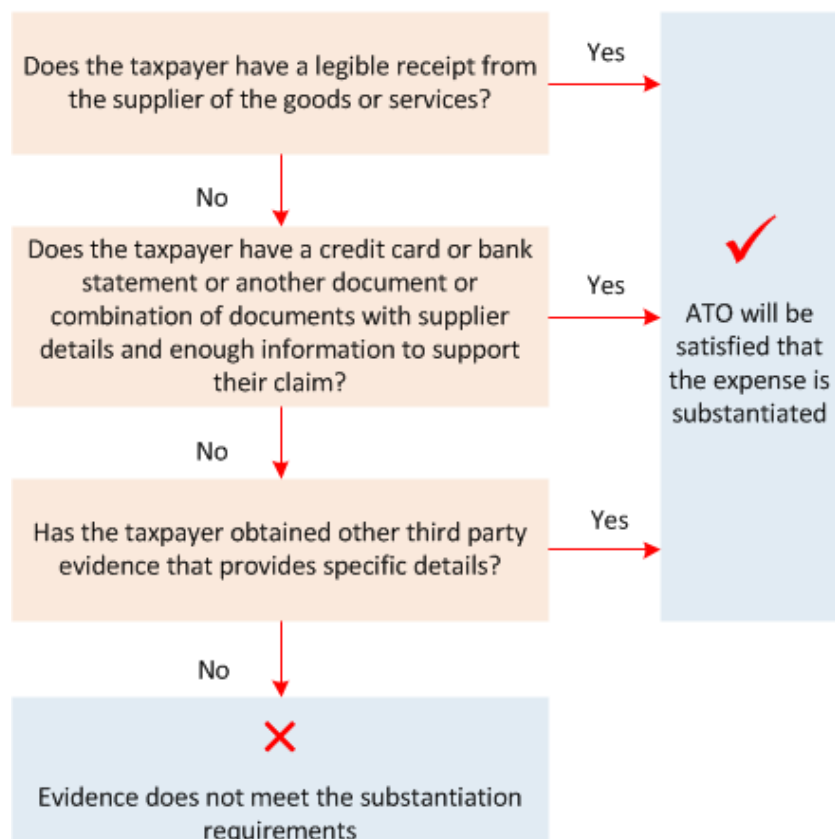 Does the taxpayer have a legible receipt from
the supplier of the goods or services?
Yes
No
Does the taxpayer have a credit card or bank
statement or another document or
combination of documents with supplier
details and enough information to support
their claim?
Yes
ATO will be
satisfied that
the expense is
substantiated
No
Has the taxpayer obtained other third party
evidence that provides specific details?
Yes
No
Evidence does not meet the substantiation
requirements